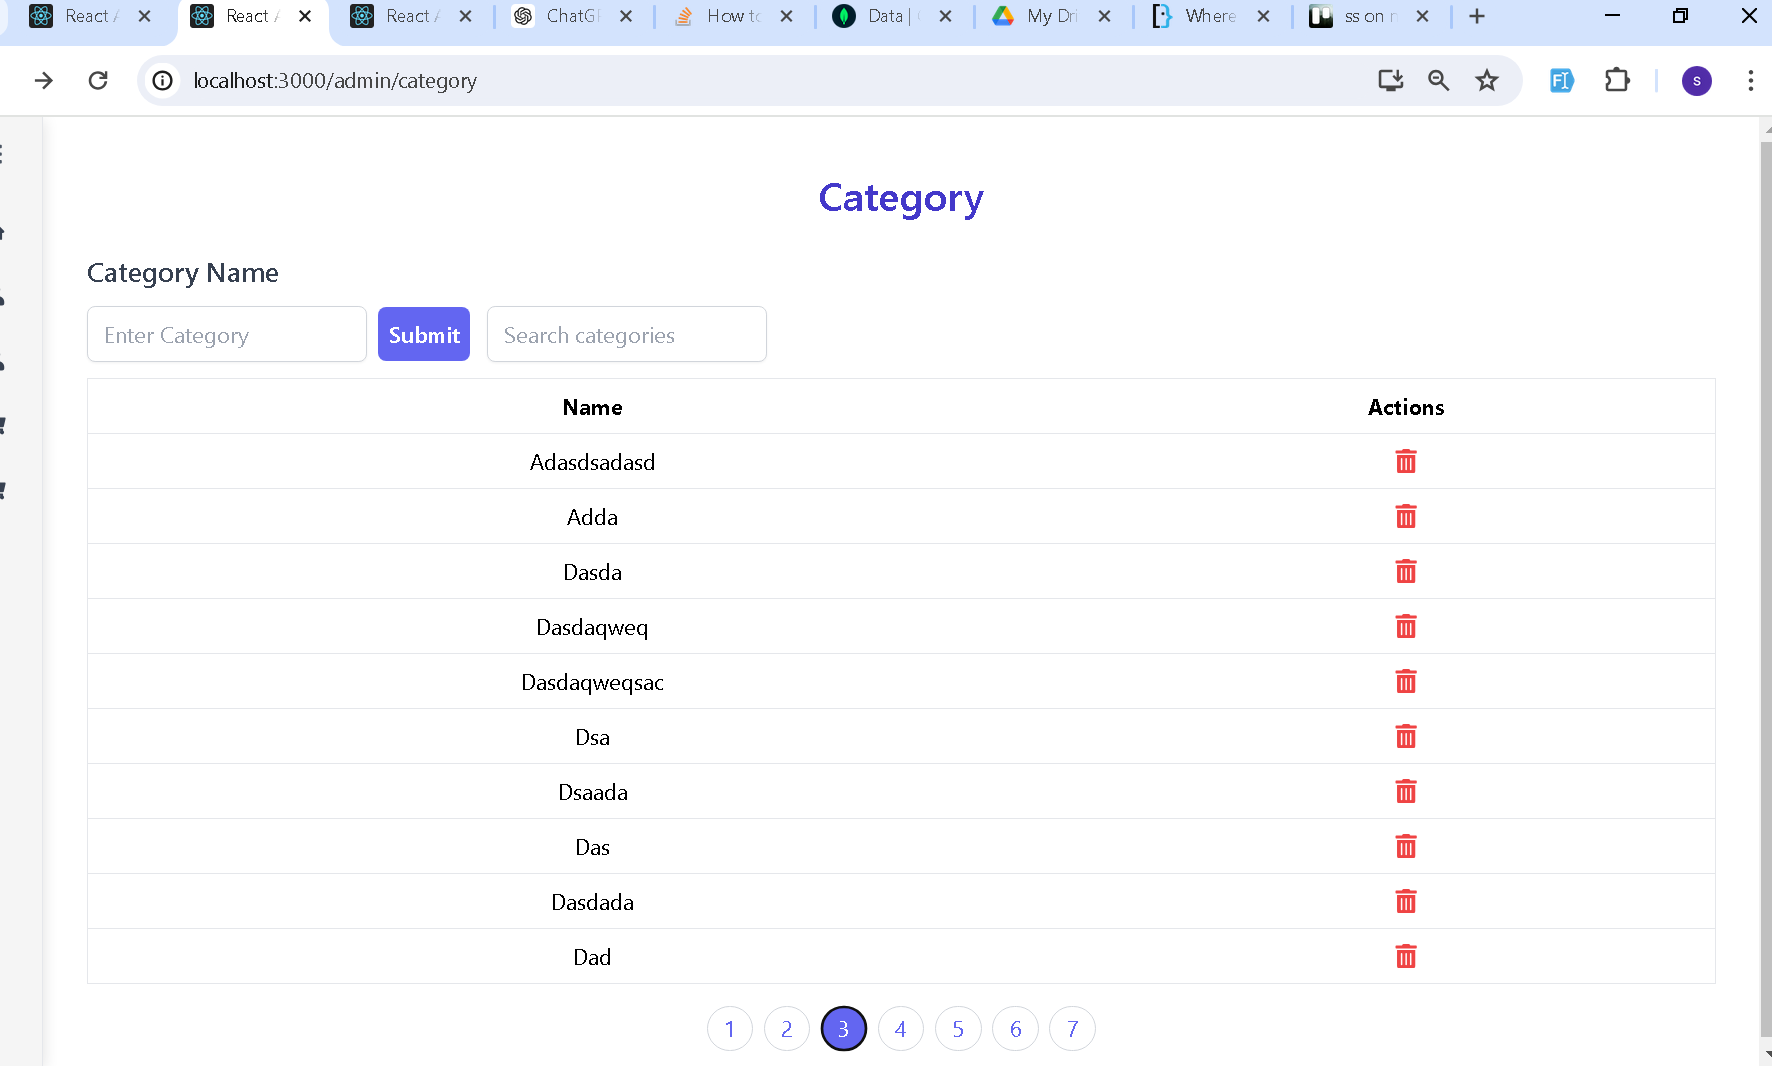 React A
React A
React A
ChatGF
How to
Data |
My Dri
Where
ss on r
localhost:3000/admin/category
S
Category
Category Name
Enter Category
Submit
Search categories
Name Actions
Adasdsadasd
Adda
Dasda
Dasdaqweq
Dasdaqweqsac
Dsa
Dsaada
Das
Dasdada
Dad
1 2 3 4 5 6 7